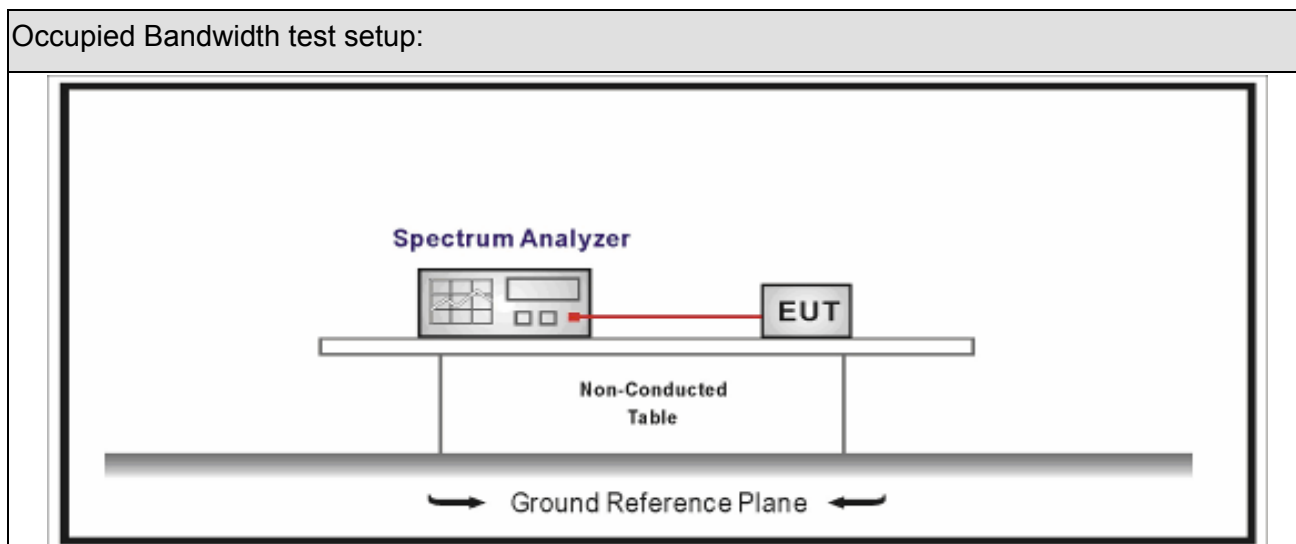 Occupied Bandwidth test setup:
Spectrum Analyzer
EUT
Non-Conducted
Table
Ground Reference Plane